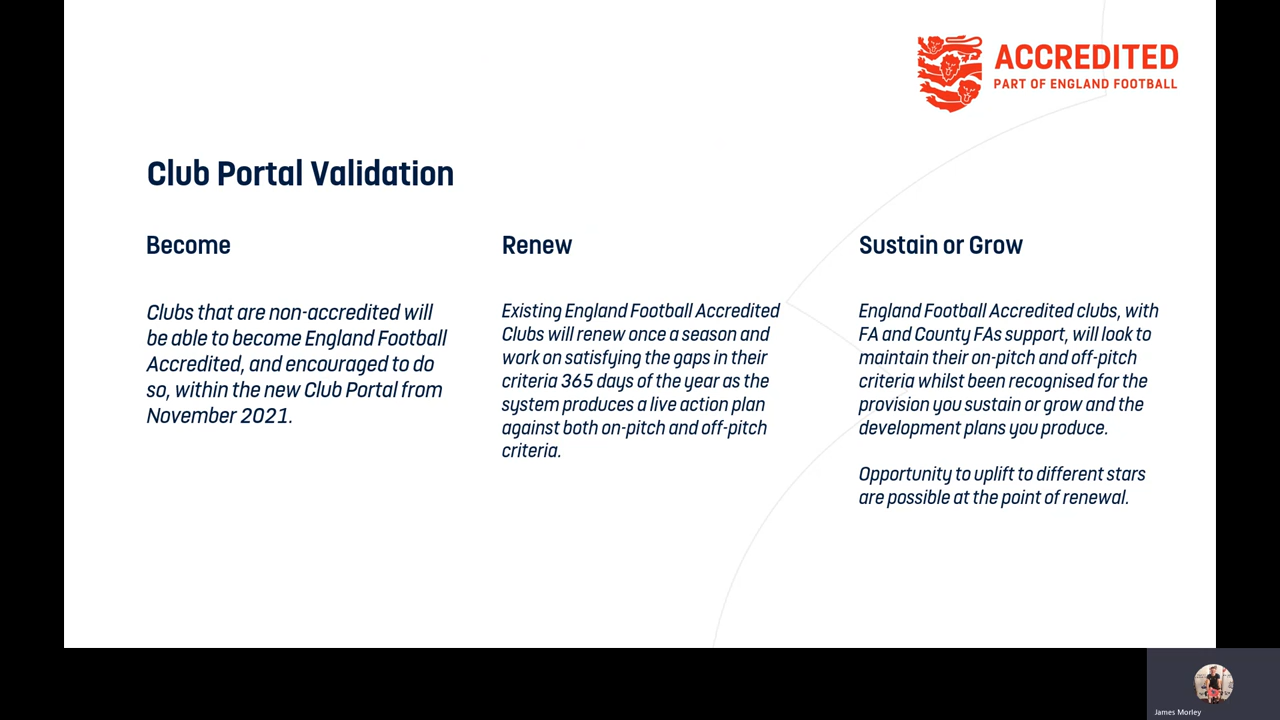 ACCREDITED
PART OF ENGLAND FOOTBALL
Club Portal Validation
Become
Clubs that are non-accredited will
be able to become England Football
Accredited, and encouraged to do
so, within the new Club Portal from
November 2021.
Renew
Existing England Football Accredited
Clubs will renew once a season and
work on satisfying the gaps in their
criteria 365 days of the year as the
system produces a live action plan
against both on-pitch and off-pitch
criteria.
Sustain or Grow
England Football Accredited clubs, with
FA and County FAs support, will look to
maintain their on-pitch and off-pitch
criteria whilst been recognised for the
provision you sustain or grow and the
development plans you produce.
Opportunity to uplift to different stars
are possible at the point of renewal.
James Morley